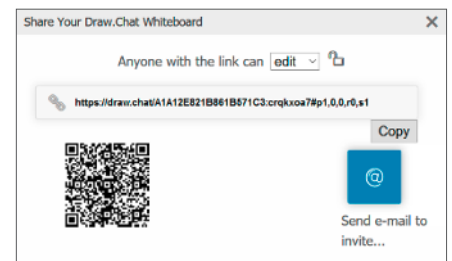 Share Your Draw.Chat Whiteboard
Anyone with the link can edit
https://draw.chat/A1A12E821B861B571C3:crqkxoa7#p1,0,0,r0,s1
Copy
@
Send e-mail to
invite...